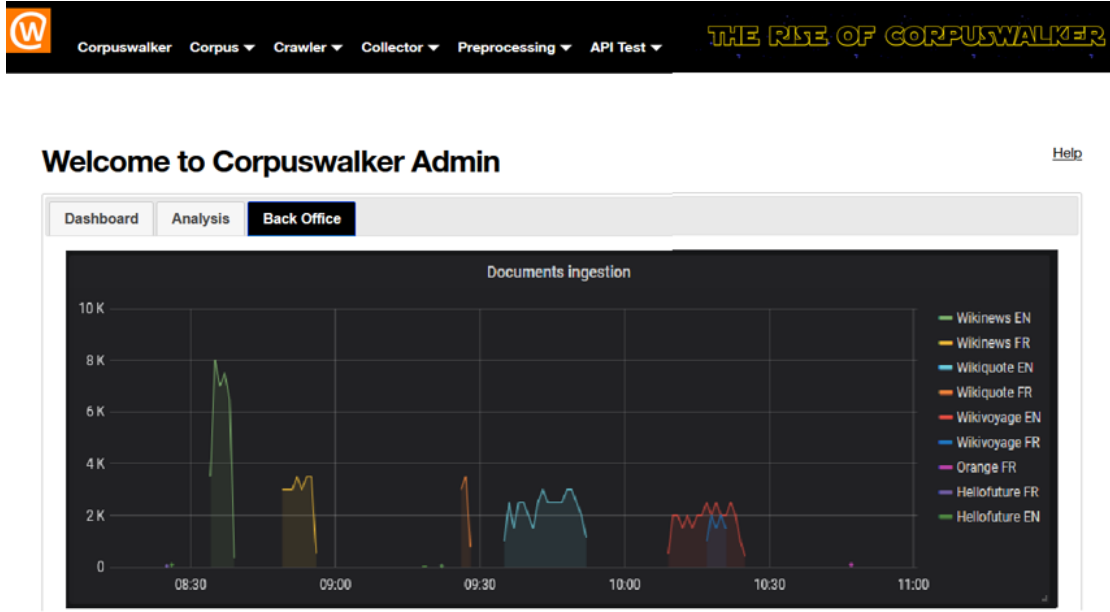 W
Corpuswalker Corpus ▼ Crawler ▼ Collector ▼ Preprocessing ▼ API Test ▼
THE RISE OF CORPUSWALKER
Welcome to Corpuswalker Admin
Help
Dashboard Analysis Back Office
Documents ingestion
10 K
8 K
6 K
4 K
2 K
0
08:30 09:00 09:30 10:00 10:30 11:00
Wikinews EN
Wikinews FR
Wikiquote EN
Wikiquote FR
Wikivoyage EN
Wikivoyage FR
Orange FR
Hellofuture FR
Hellofuture EN